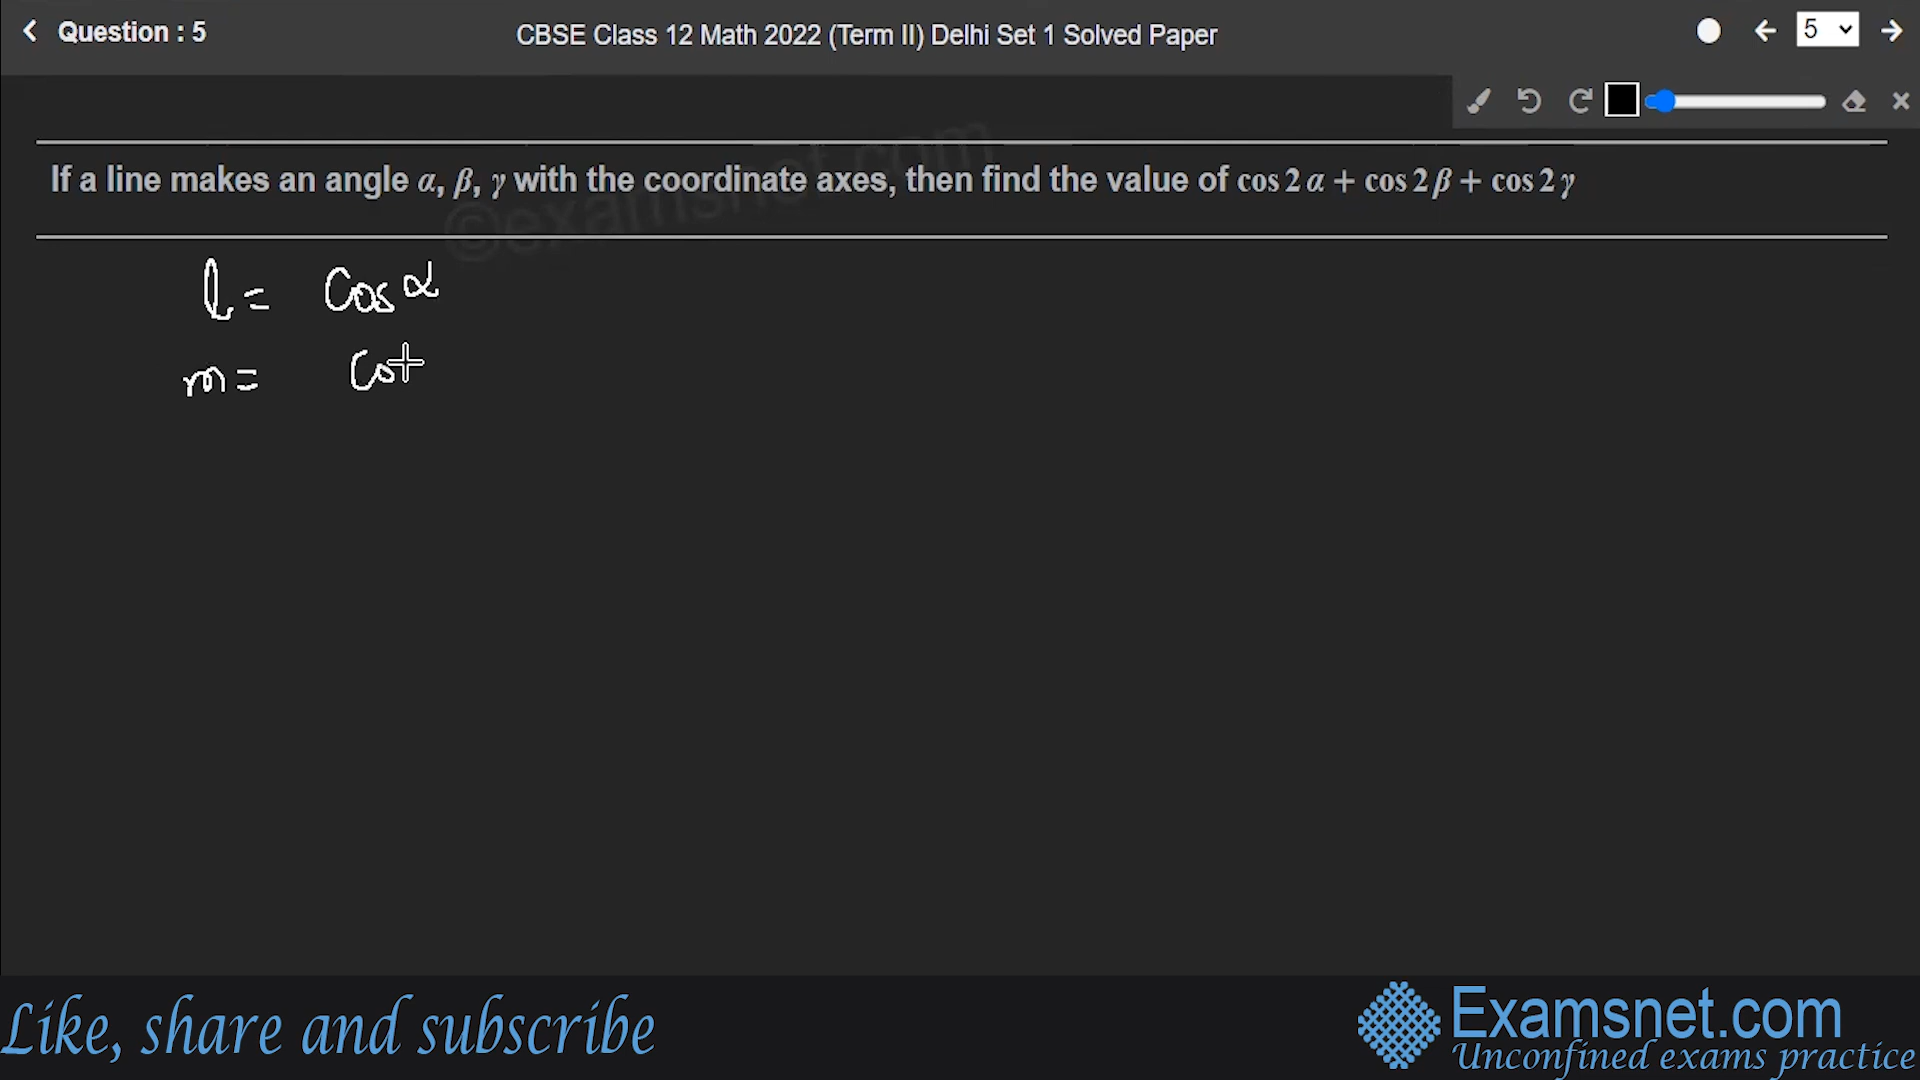 Question : 5
CBSE Class 12 Math 2022 (Term II) Delhi Set 1 Solved Paper
5
If a line makes an angle α, β, γ with the coordinate axes, then find the value of cos 2α + cos 2β + cos 2γ
©examsnet.com
l = Cos α
m = Cos
Like, share and subscribe
Examsnet.com
Unconfined exams practice